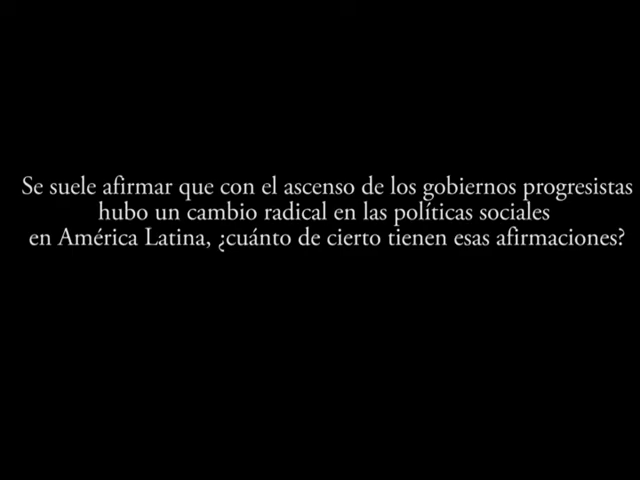 Se suele afirmar que con el ascenso de los gobiernos progresistas
hubo un cambio radical en las políticas sociales
en América Latina, ¿cuánto de cierto tienen esas afirmaciones?